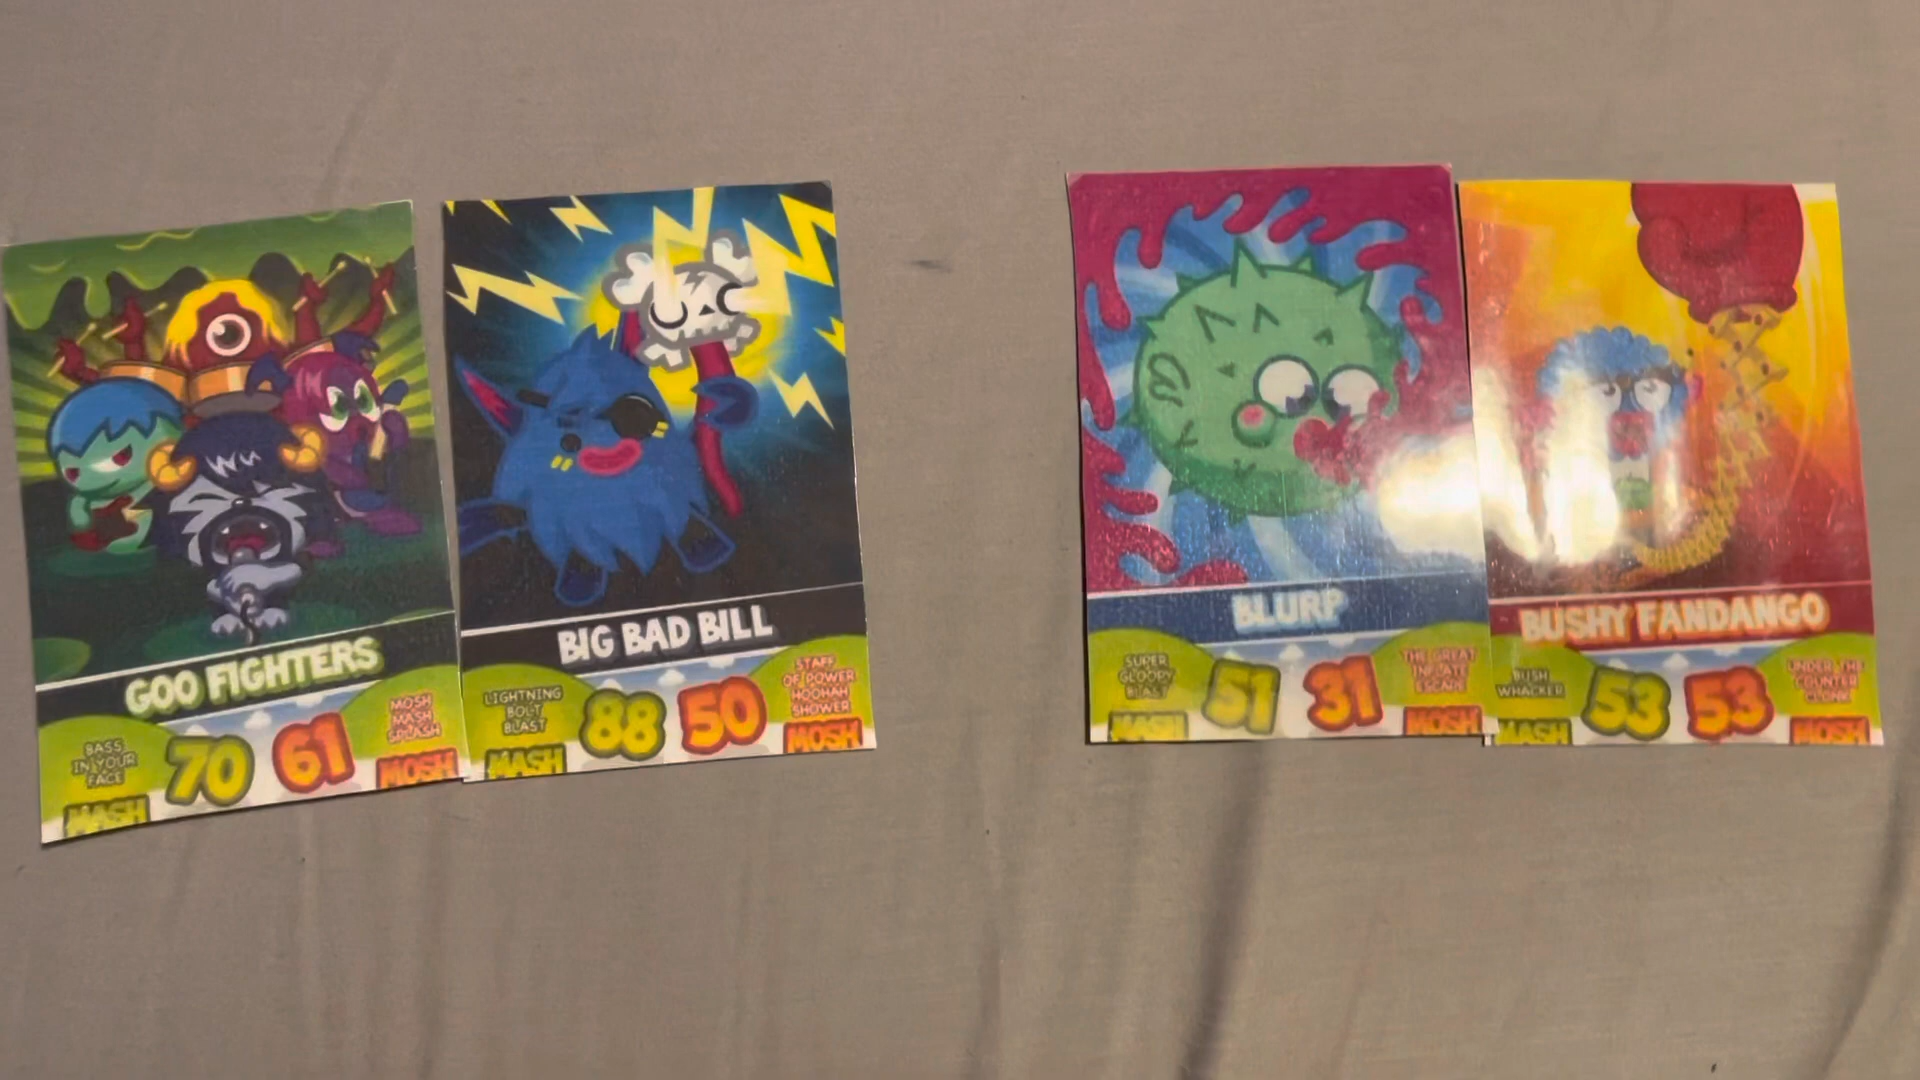 GOO FIGHTERS
BASS
IN YOUR
FACE
MASH
70
61
MOSH
MASH
SPLASH
MOSH
BIG BAD BILL
LIGHTNING
BOLT
BLAST
MASH
88
50
STAFF
OF POWER
HOOHAH
SHOWER
MOSH
BLURP
SUPER
GLOOPY
BLAST
MASH
51
31
THE GREAT
INFLATE
ESCAPE
MOSH
BUSHY FANDANGO
BUSH
WHACKER
MASH
53
53
UNDER THE
COUNTER
CLONK
MOSH